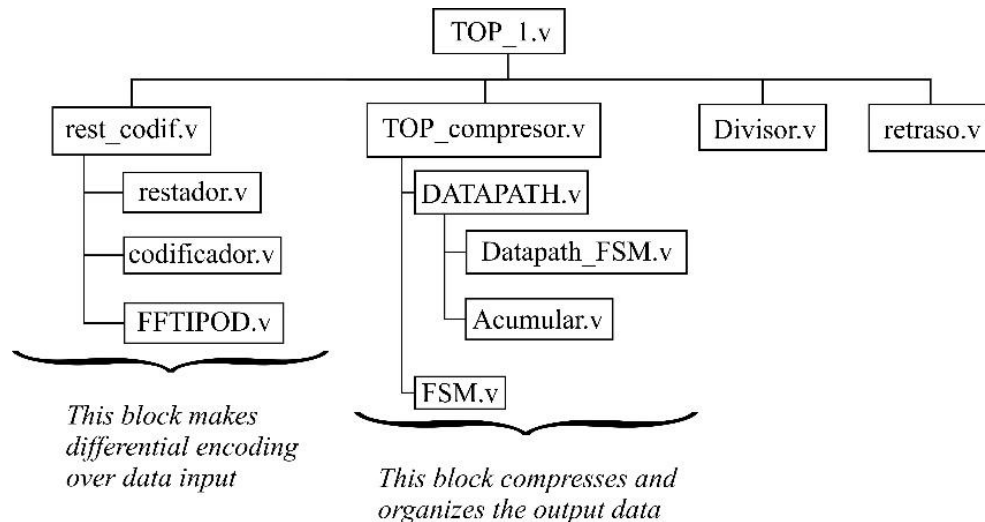 TOP_1.v
rest_codif.v
TOP_compresor.v
Divisor.v
retraso.v
restador.v
codificador.v
FFTIPOD.v
DATAPATH.v
Datapath_FSM.v
Acumular.v
FSM.v
This block makes
differential encoding
over data input
This block compresses and
organizes the output data